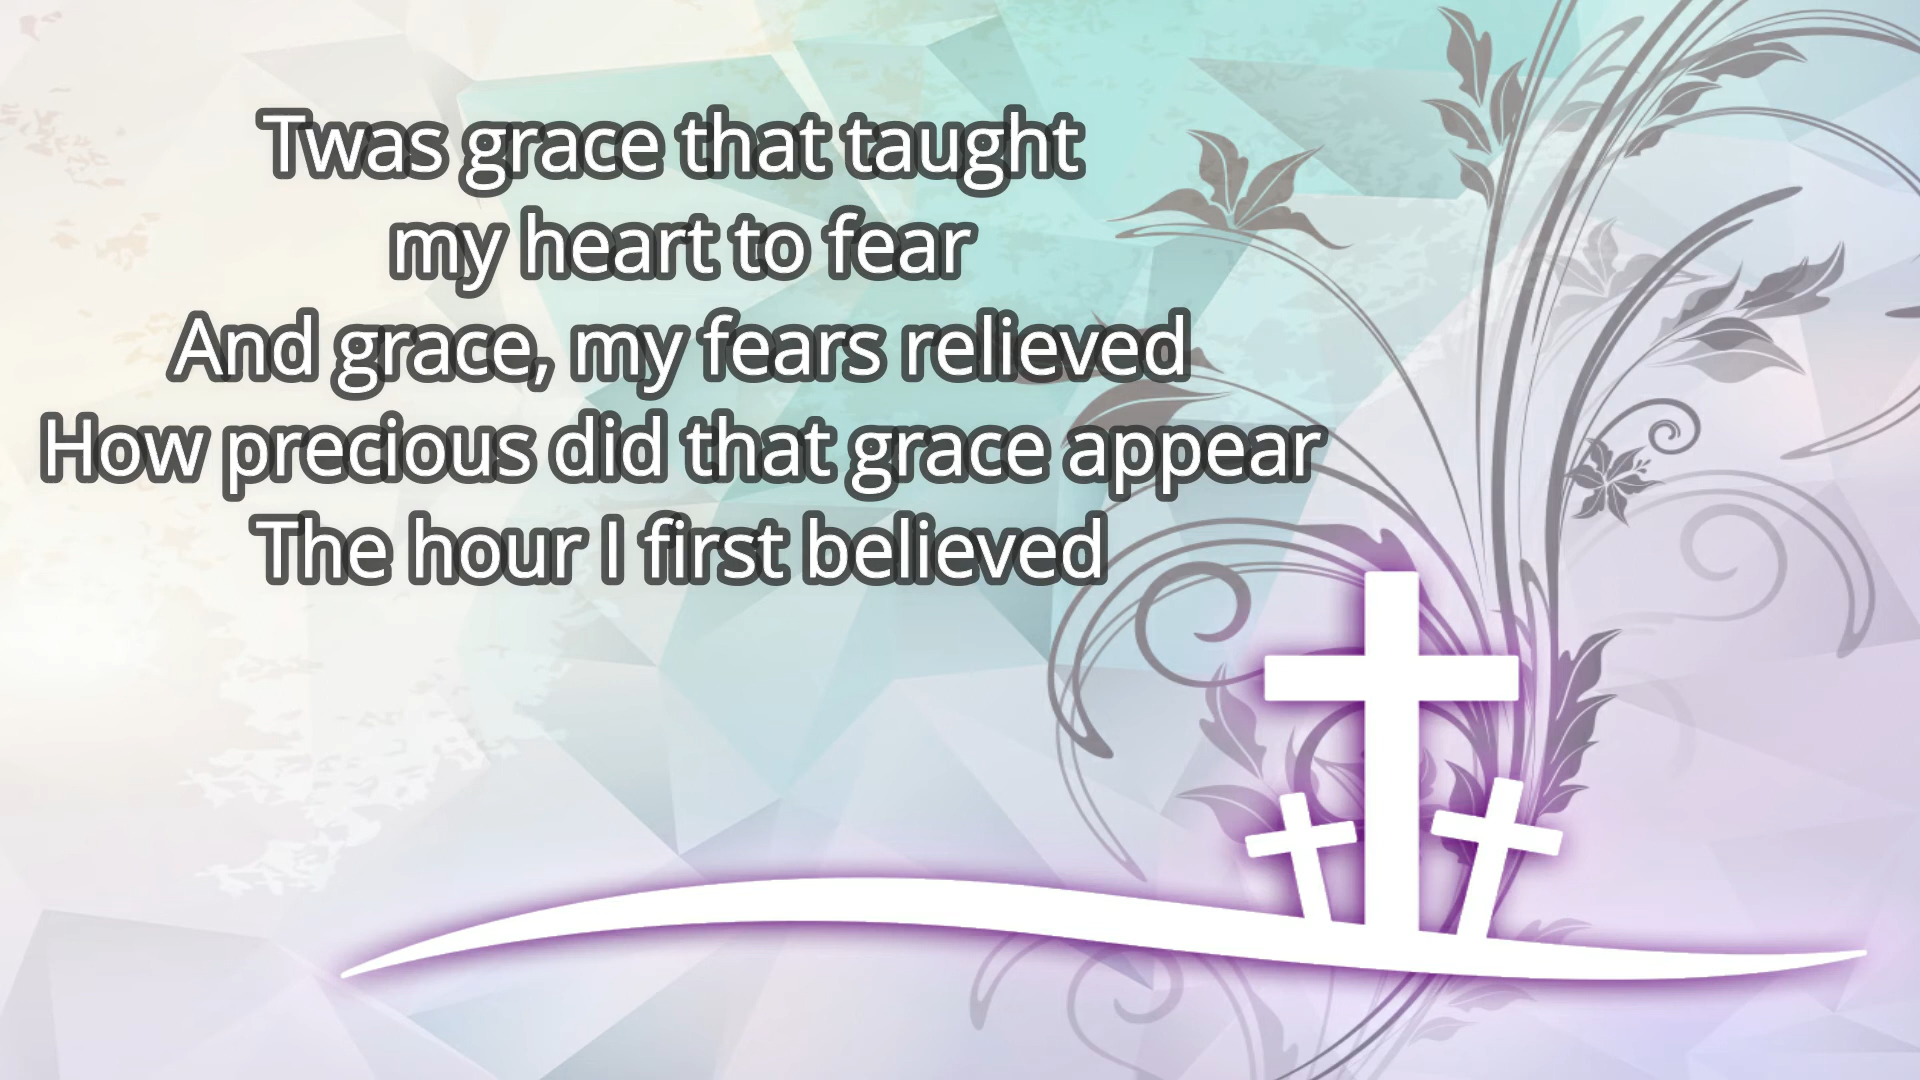 Twas grace that taught
my heart to fear
And grace, my fears relieved
How precious did that grace appear
The hour I first believed